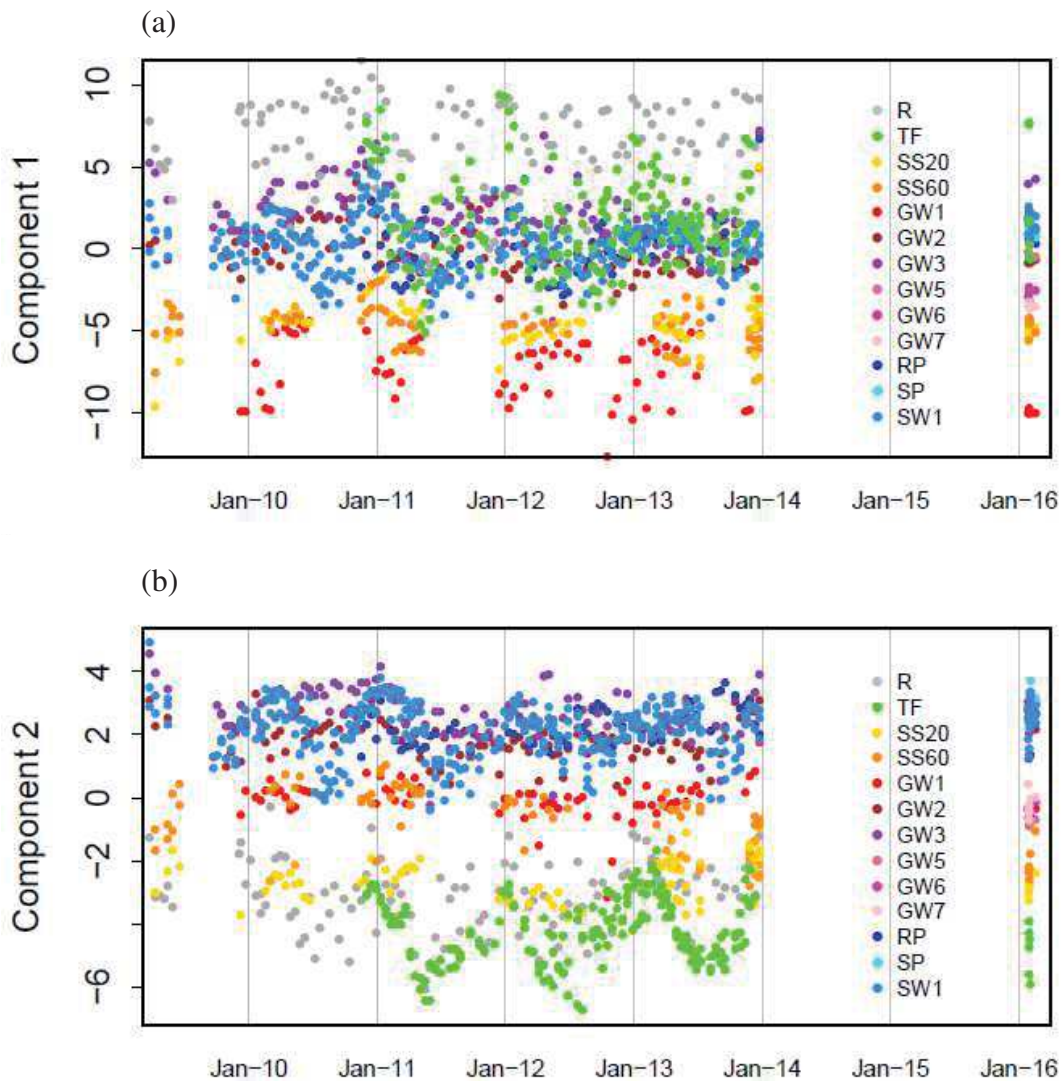 (a)
Component 1
10
5
0
−5
−10
R
TF
SS20
SS60
GW1
GW2
GW3
GW5
GW6
GW7
RP
SP
SW1
Jan−10 Jan−11 Jan−12 Jan−13 Jan−14 Jan−15 Jan−16
(b)
Component 2
4
2
0
−2
−4
−6
R
TF
SS20
SS60
GW1
GW2
GW3
GW5
GW6
GW7
RP
SP
SW1
Jan−10 Jan−11 Jan−12 Jan−13 Jan−14 Jan−15 Jan−16